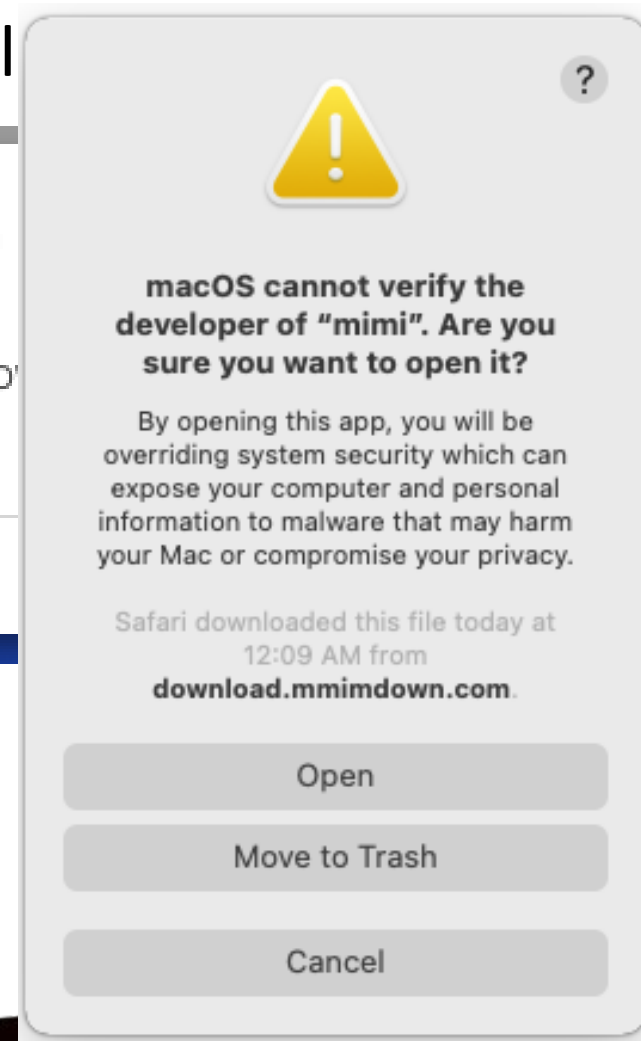 ?
macOS cannot verify the
developer of “mimi”. Are you
sure you want to open it?
By opening this app, you will be
overriding system security which can
expose your computer and personal
information to malware that may harm
your Mac or compromise your privacy.
Safari downloaded this file today at
12:09 AM from
download.mmimdown.com.
Open
Move to Trash
Cancel